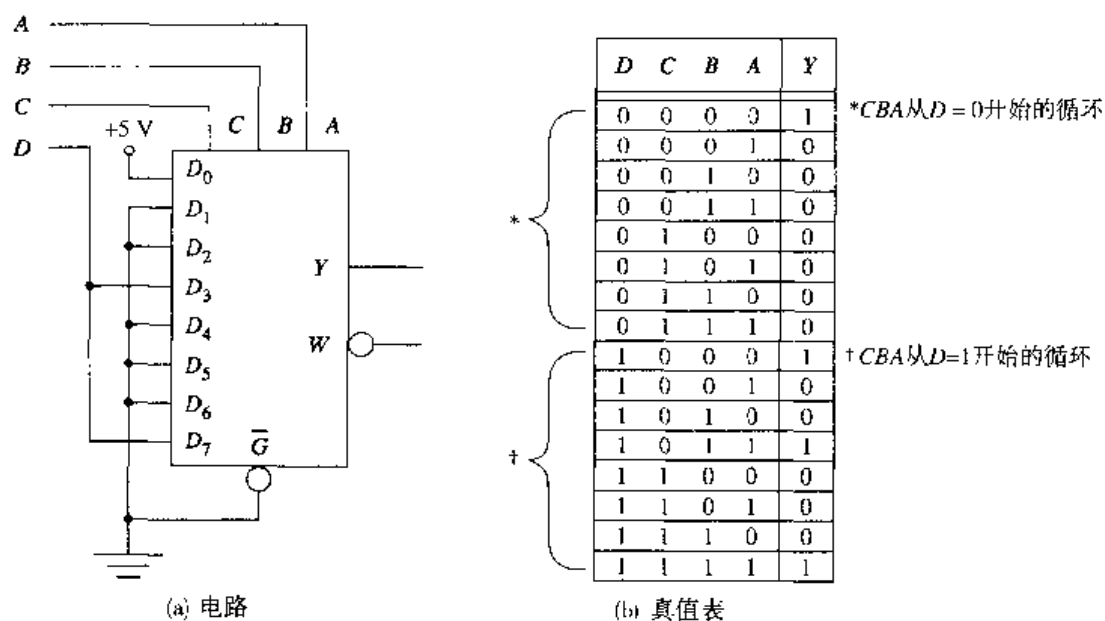 A
B
C
+5 V
D
C B A
D0
D1
D2
D3
D4
D5
D6
D7
Y
W
G̅
(a) 电路
D C B A Y
0 0 0 0 1
0 0 0 1 0
0 0 1 0 0
0 0 1 1 0
0 1 0 0 0
0 1 0 1 0
0 1 1 0 0
0 1 1 1 0
1 0 0 0 1
1 0 0 1 0
1 0 1 0 0
1 0 1 1 1
1 1 0 0 0
1 1 0 1 0
1 1 1 0 0
1 1 1 1 1
*
†
*CBA从D = 0开始的循环
†CBA从D=1开始的循环
(b) 真值表